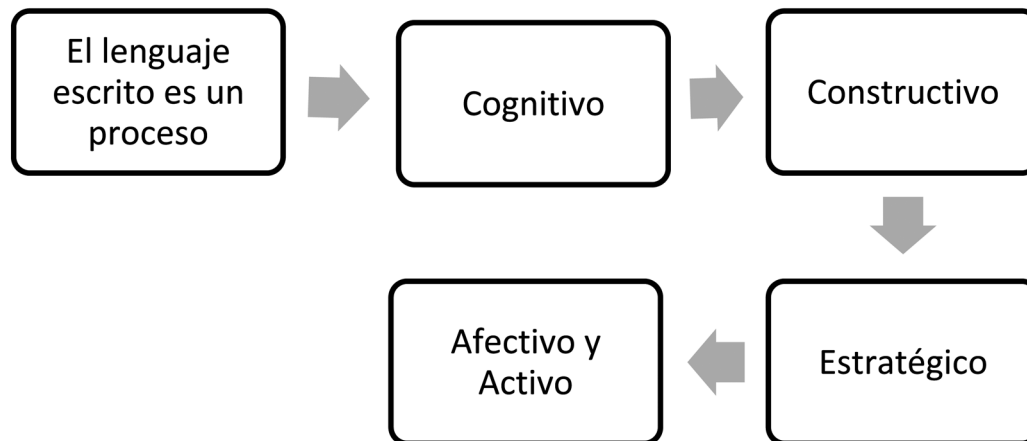 El lenguaje
escrito es un
proceso
Cognitivo
Constructivo
Estratégico
Afectivo y
Activo